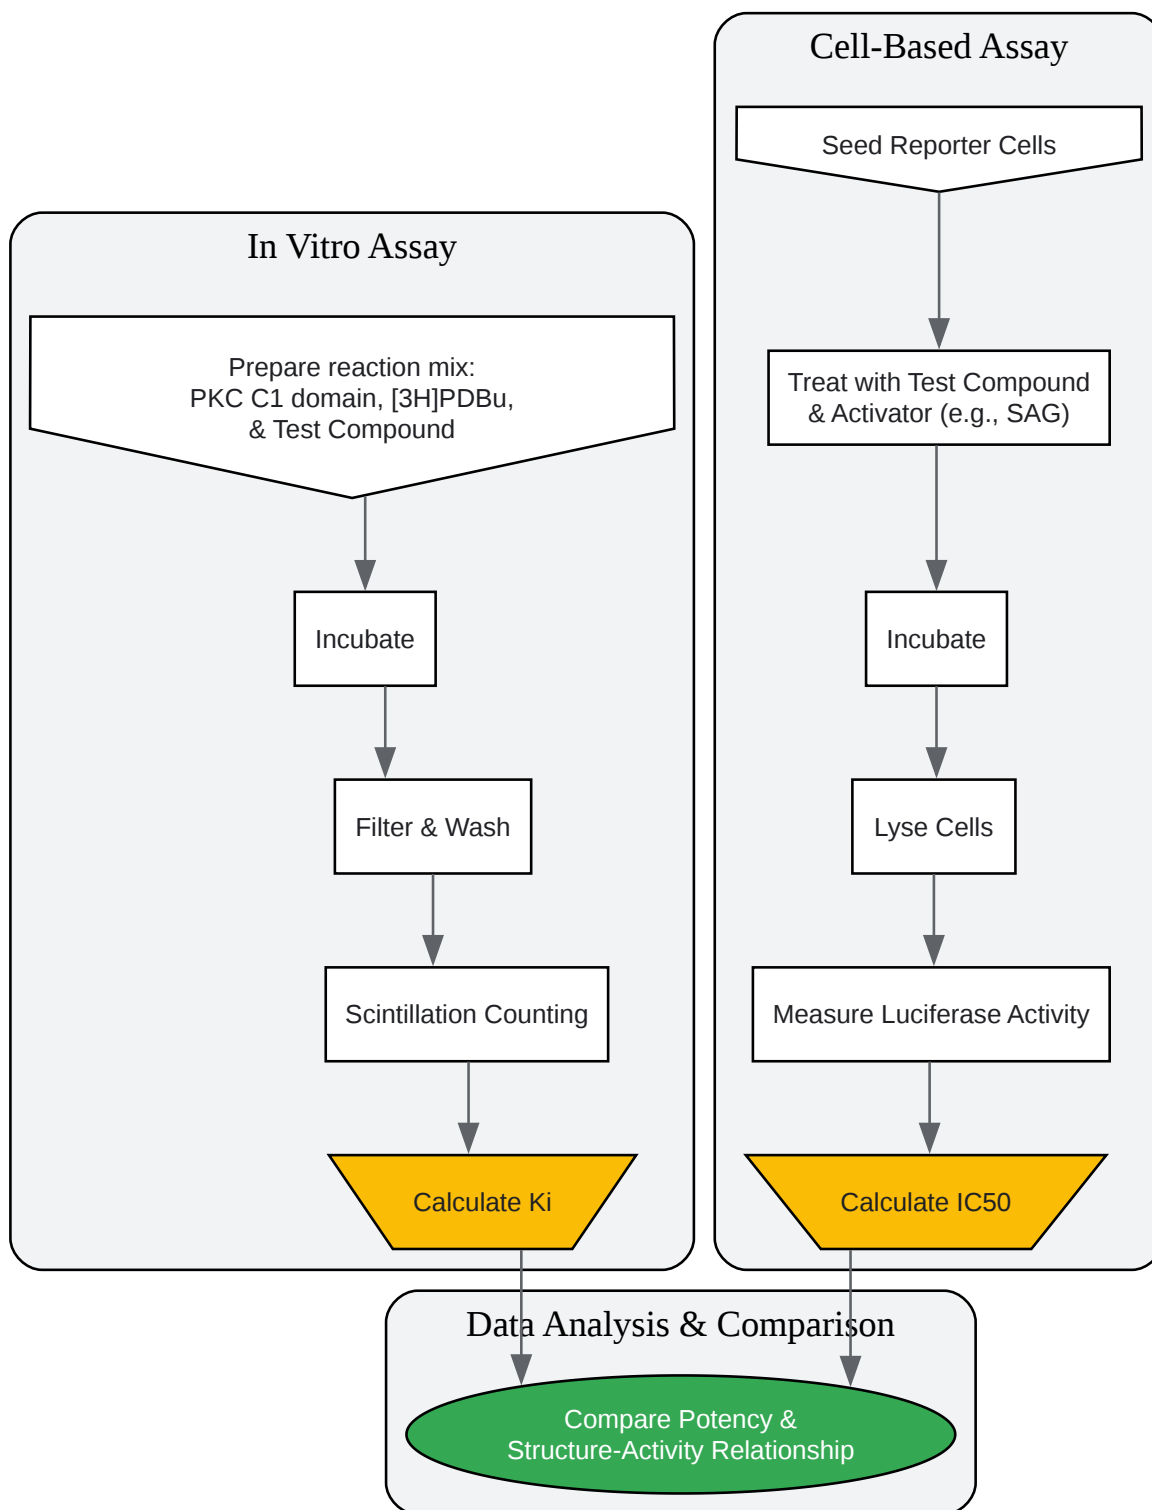 Cell-Based Assay
Seed Reporter Cells
Treat with Test Compound
& Activator (e.g., SAG)
Incubate
Lyse Cells
Measure Luciferase Activity
Calculate IC50
In Vitro Assay
Prepare reaction mix:
PKC C1 domain, [3H]PDBu,
& Test Compound
Incubate
Filter & Wash
Scintillation Counting
Calculate Ki
Data Analysis & Comparison
Compare Potency &
Structure-Activity Relationship